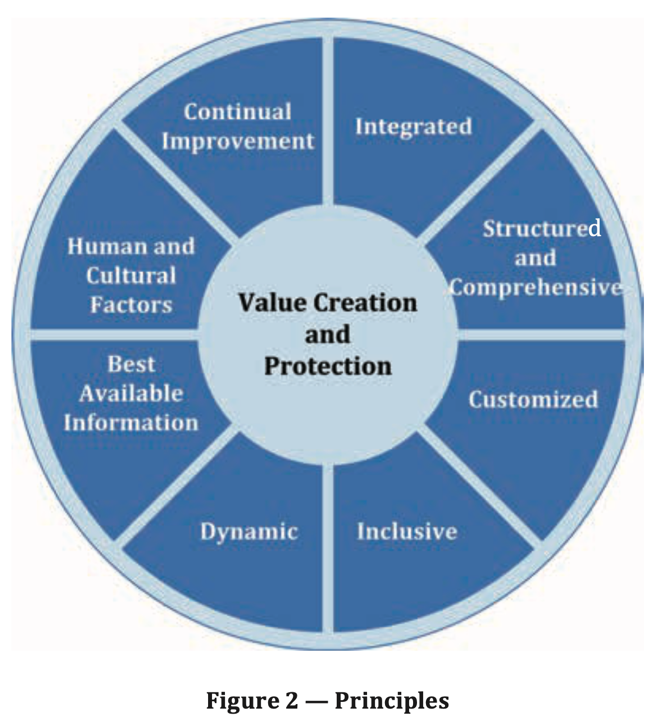 Continual
Improvement
Integrated
Structured
and
Comprehensive
Human and
Cultural
Factors
Value Creation
and
Protection
Best
Available
Information
Customized
Dynamic
Inclusive
Figure 2 — Principles